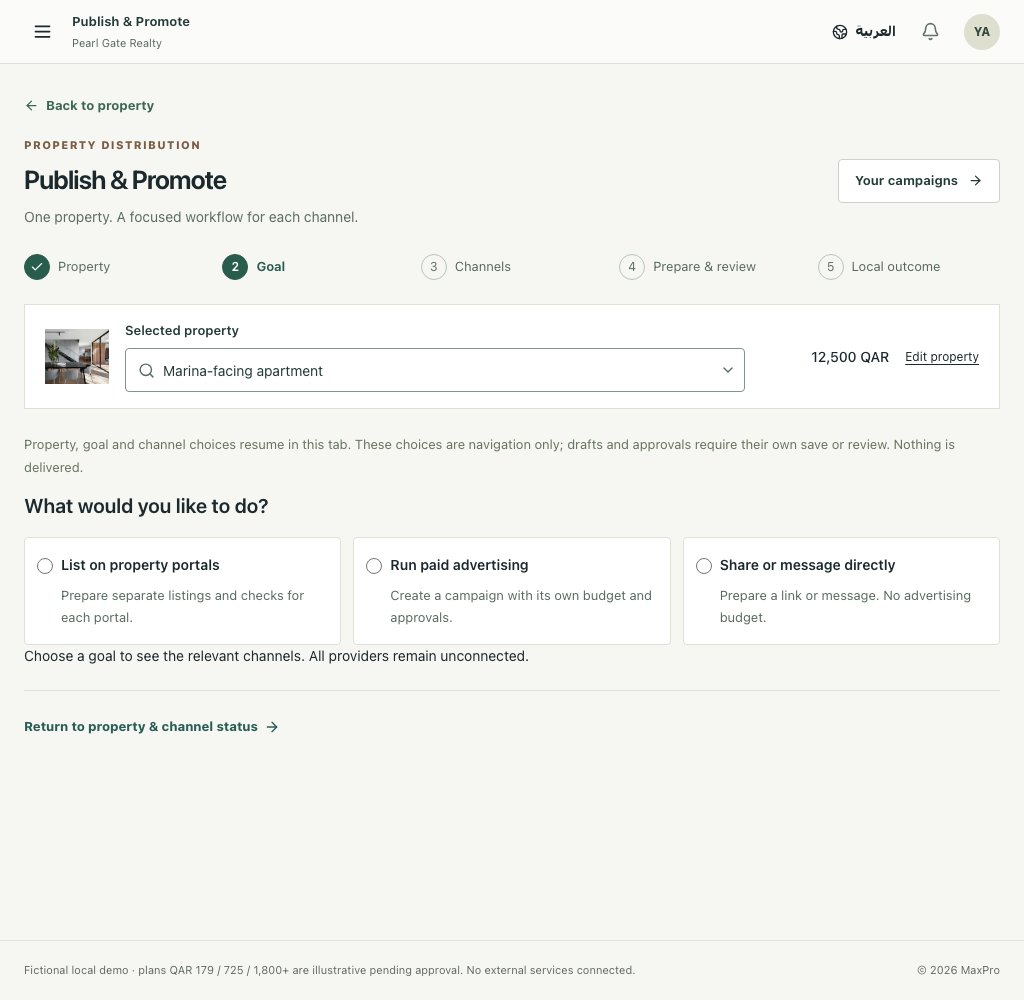 Publish & Promote
Pearl Gate Realty
العربية
YA
Back to property
PROPERTY DISTRIBUTION
Publish & Promote
Your campaigns
One property. A focused workflow for each channel.
Property
2 Goal
3 Channels
4 Prepare & review
5 Local outcome
Selected property
Marina-facing apartment
12,500 QAR
Edit property
Property, goal and channel choices resume in this tab. These choices are navigation only; drafts and approvals require their own save or review. Nothing is
delivered.
What would you like to do?
List on property portals
Prepare separate listings and checks for
each portal.
Run paid advertising
Create a campaign with its own budget and
approvals.
Share or message directly
Prepare a link or message. No advertising
budget.
Choose a goal to see the relevant channels. All providers remain unconnected.
Return to property & channel status
Fictional local demo · plans QAR 179 / 725 / 1,800+ are illustrative pending approval. No external services connected.
© 2026 MaxPro